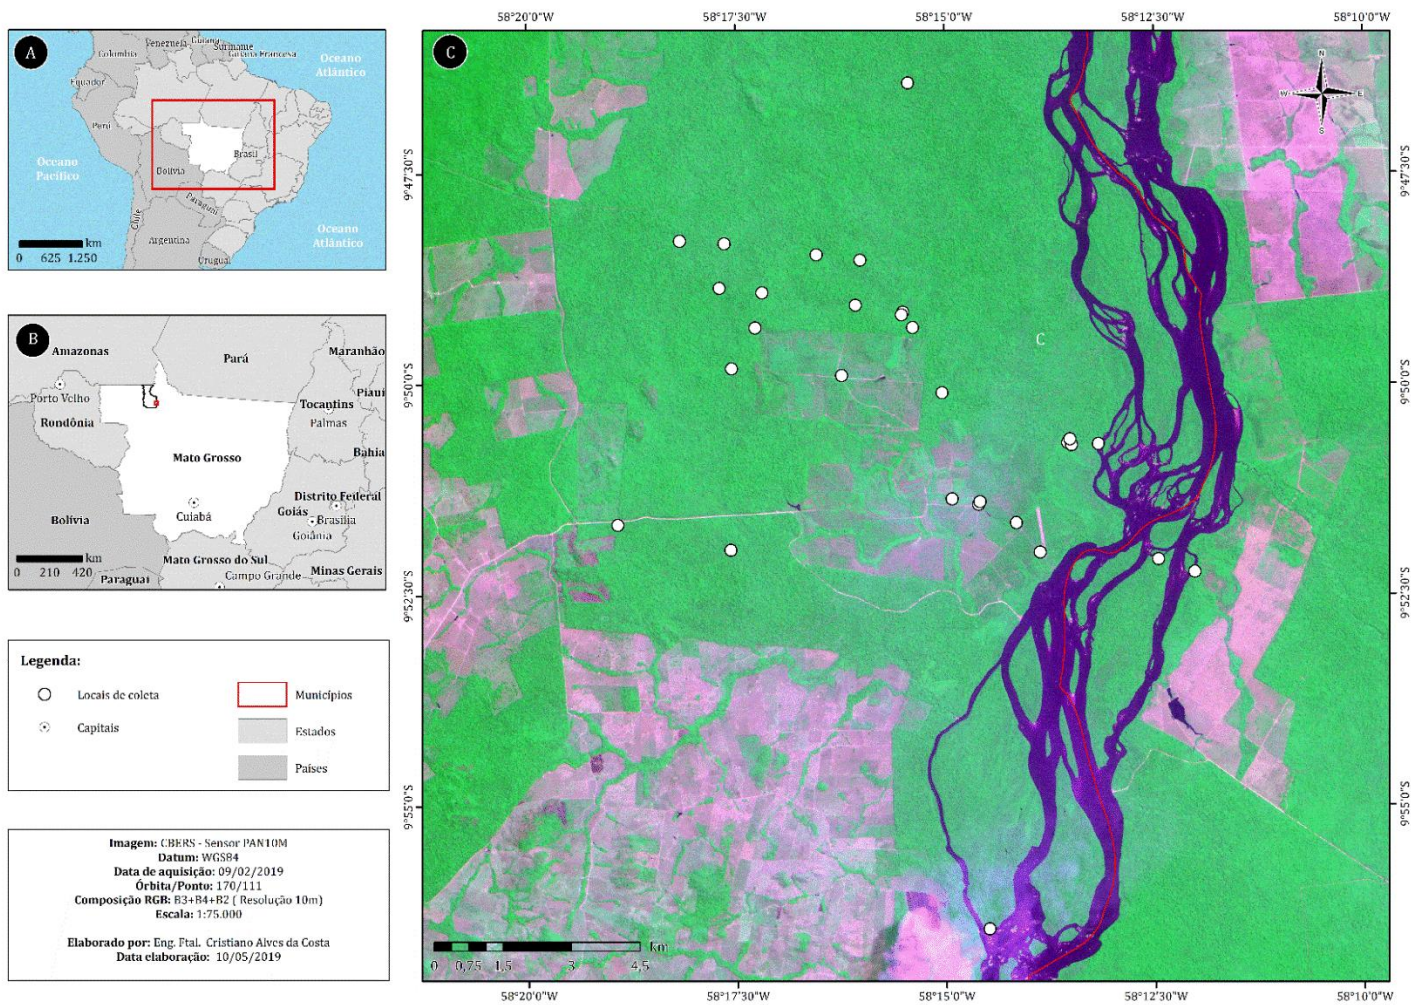 A
Colombia
Venezuela
Guiana
Suriname
Guiana Francesa
Oceano
Atlântico
Equador
Perú
Brasil
Oceano
Pacífico
Bolívia
Paraguai
Chile
Argentina
Oceano
Atlântico
Uruguai
km
0 625 1.250
B
Amazonas
Pará
Maranhão
Piauí
Porto Velho
Tocantins
Palmas
Rondônia
Bahia
Mato Grosso
Distrito Federal
Goiás
Brasília
Cuiabá
Goiânia
Bolívia
Mato Grosso do Sul
Campo Grande
Minas Gerais
Paraguai
km
0 210 420
Legenda:
Locais de coleta
Municípios
Capitais
Estados
Países
Imagem: CBERS - Sensor PAN10M
Datum: WGS84
Data de aquisição: 09/02/2019
Órbita/Ponto: 170/111
Composição RGB: B3+B4+B2 ( Resolução 10m)
Escala: 1:75.000
Elaborado por: Eng. Ftal. Cristiano Alves da Costa
Data elaboração: 10/05/2019
58°20'0"W 58°17'30"W 58°15'0"W 58°12'30"W 58°10'0"W
C
N
W E
S
9°47'30"S 9°47'30"S
C
9°50'0"S 9°50'0"S
9°52'30"S 9°52'30"S
9°55'0"S 9°55'0"S
km
0 0,75 1,5 3 4,5
58°20'0"W 58°17'30"W 58°15'0"W 58°12'30"W 58°10'0"W